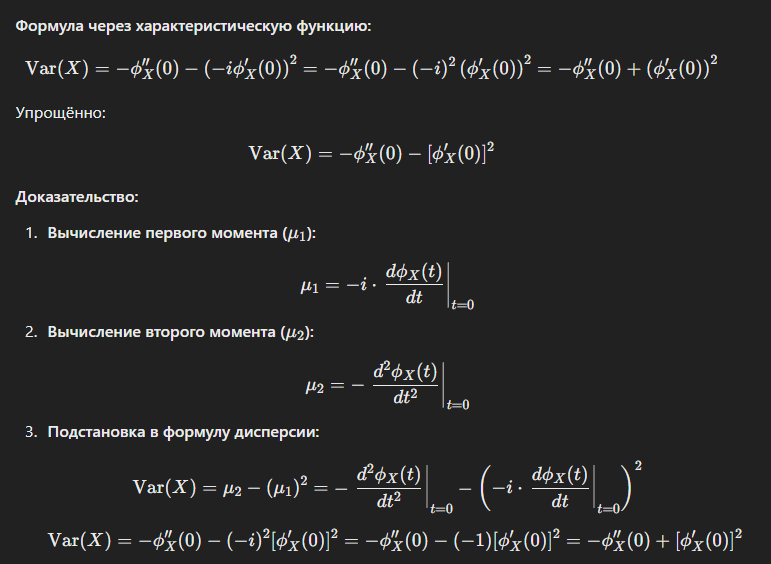 Формула через характеристическую функцию:
Var(X) = −ϕ″_X(0) − (−iϕ′_X(0))² = −ϕ″_X(0) − (−i)² (ϕ′_X(0))² = −ϕ″_X(0) + (ϕ′_X(0))²
Упрощённо:
Var(X) = −ϕ″_X(0) − [ϕ′_X(0)]²
Доказательство:
1. Вычисление первого момента (μ₁):
μ₁ = −i · dϕ_X(t)/dt |_{t=0}
2. Вычисление второго момента (μ₂):
μ₂ = − d²ϕ_X(t)/dt² |_{t=0}
3. Подстановка в формулу дисперсии:
Var(X) = μ₂ − (μ₁)² = − d²ϕ_X(t)/dt² |_{t=0} − (−i · dϕ_X(t)/dt |_{t=0})²
Var(X) = −ϕ″_X(0) − (−i)²[ϕ′_X(0)]² = −ϕ″_X(0) − (−1)[ϕ′_X(0)]² = −ϕ″_X(0) + [ϕ′_X(0)]²